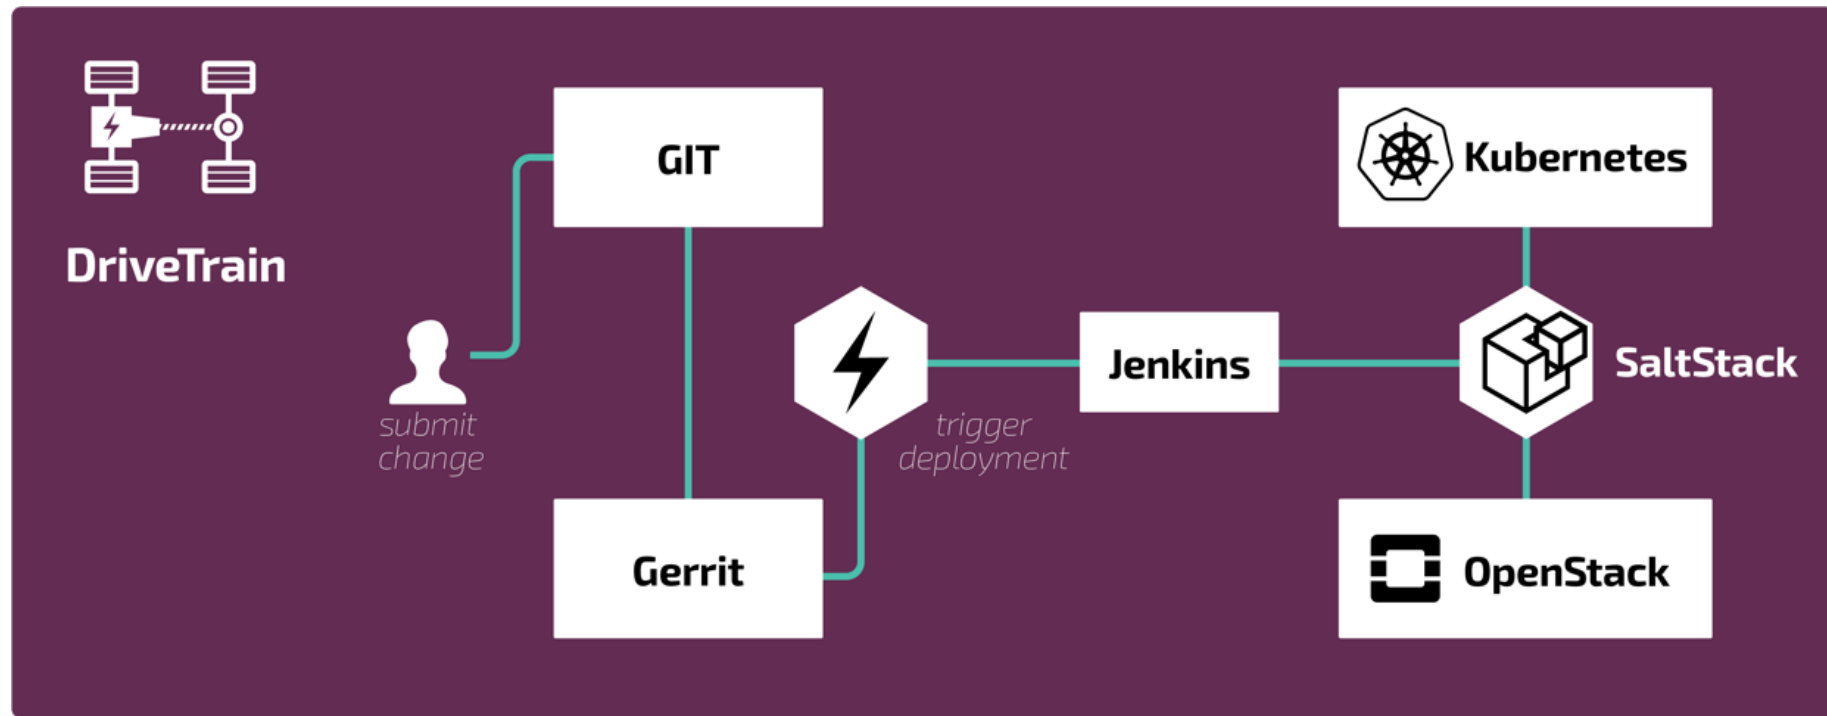 DriveTrain
submit
change
GIT
Gerrit
trigger
deployment
Jenkins
Kubernetes
SaltStack
OpenStack